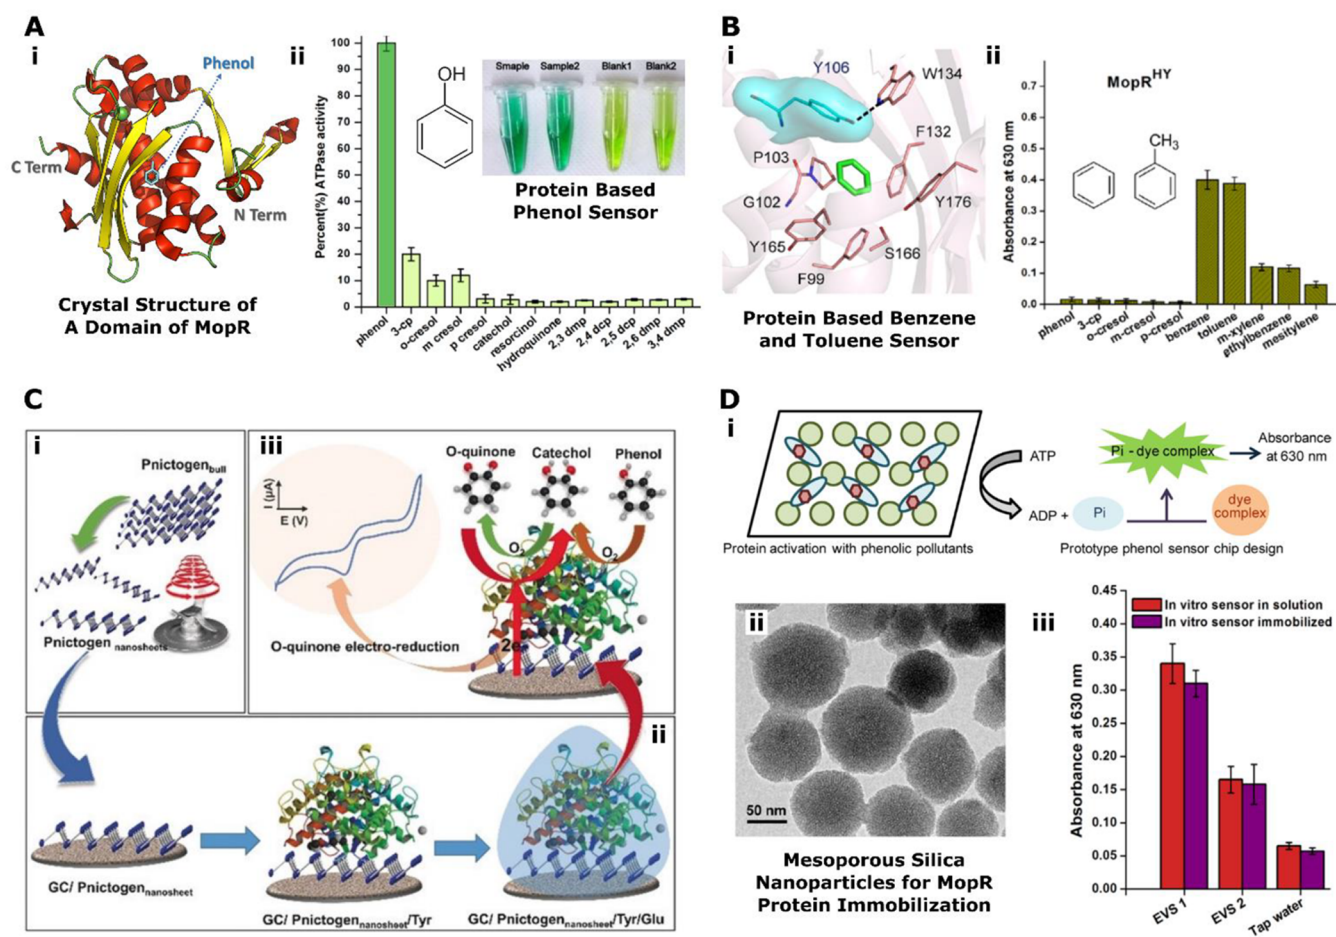 A
i
Phenol
C Term
N Term
Crystal Structure of
A Domain of MopR
ii
Percent(%) ATPase activity
100
90
80
70
60
50
40
30
20
10
0
OH
Smaple Sample2 Blank1 Blank2
Protein Based
Phenol Sensor
phenol
3-cp
o-cresol
m cresol
p cresol
catechol
resorcinol
hydroquinone
2,3 dmp
2,4 dcp
2,5 dcp
2,6 dmp
3,4 dmp
B
i
Y106
W134
F132
P103
G102
Y176
Y165
S166
F99
Protein Based Benzene
and Toluene Sensor
ii
MopRHY
CH3
Absorbance at 630 nm
0.7
0.6
0.5
0.4
0.3
0.2
0.1
0.0
phenol
3-cp
o-cresol
m-cresol
p-cresol
benzene
toluene
m-xylene
ethylbenzene
mesitylene
C
i
Pnictogenbull
Pnictogen nanosheets
iii
I (µA)
E (V)
O-quinone Catechol Phenol
O2
O2
O-quinone electro-reduction
2e
ii
GC/ Pnictogennanosheet
GC/ Pnictogennanosheet/Tyr
GC/ Pnictogennanosheet/Tyr/Glu
D
i
Protein activation with phenolic pollutants
ATP
ADP +
Pi
Pi - dye complex
Absorbance
at 630 nm
dye
complex
Prototype phenol sensor chip design
ii
50 nm
Mesoporous Silica
Nanoparticles for MopR
Protein Immobilization
iii
In vitro sensor in solution
In vitro sensor immobilized
Absorbance at 630 nm
0.45
0.40
0.35
0.30
0.25
0.20
0.15
0.10
0.05
0.00
EVS 1
EVS 2
Tap water